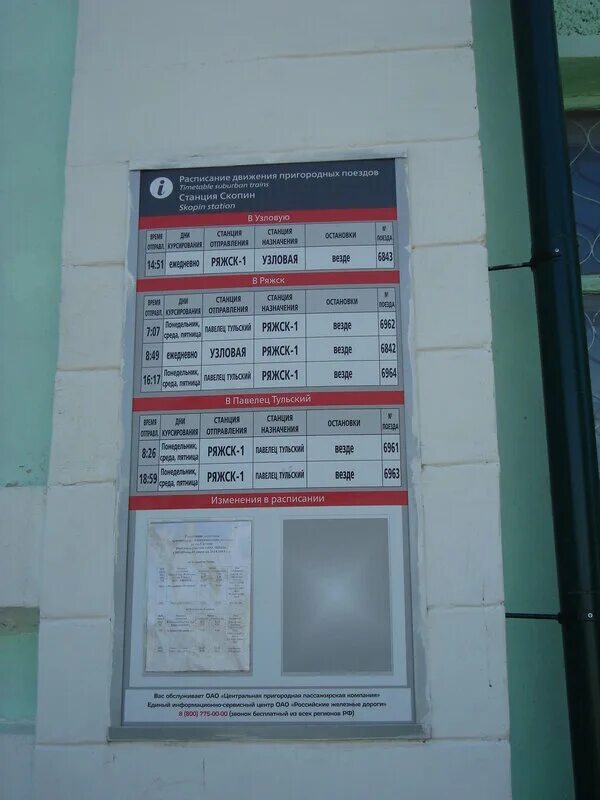 i Расписание движения пригородных поездов
Timetable suburban trains
Станция Скопин
Skopin station
В Узловую
ВРЕМЯ ОТПРАВЛ. ДНИ КУРСИРОВАНИЯ СТАНЦИЯ ОТПРАВЛЕНИЯ СТАНЦИЯ НАЗНАЧЕНИЯ ОСТАНОВКИ № ПОЕЗДА
14:51 ежедневно РЯЖСК-1 УЗЛОВАЯ везде 6843
В Ряжск
ВРЕМЯ ОТПРАВЛ. ДНИ КУРСИРОВАНИЯ СТАНЦИЯ ОТПРАВЛЕНИЯ СТАНЦИЯ НАЗНАЧЕНИЯ ОСТАНОВКИ № ПОЕЗДА
7:07 Понедельник, среда, пятница ПАВЕЛЕЦ ТУЛЬСКИЙ РЯЖСК-1 везде 6962
8:49 ежедневно УЗЛОВАЯ РЯЖСК-1 везде 6842
16:17 Понедельник, среда, пятница ПАВЕЛЕЦ ТУЛЬСКИЙ РЯЖСК-1 везде 6964
В Павелец Тульский
ВРЕМЯ ОТПРАВЛ. ДНИ КУРСИРОВАНИЯ СТАНЦИЯ ОТПРАВЛЕНИЯ СТАНЦИЯ НАЗНАЧЕНИЯ ОСТАНОВКИ № ПОЕЗДА
8:26 Понедельник, среда, пятница РЯЖСК-1 ПАВЕЛЕЦ ТУЛЬСКИЙ везде 6961
18:59 Понедельник, среда, пятница РЯЖСК-1 ПАВЕЛЕЦ ТУЛЬСКИЙ везде 6963
Изменения в расписании
Вас обслуживает ОАО «Центральная пригородная пассажирская компания»
Единый информационно-сервисный центр ОАО «Российские железные дороги»
8 (800) 775-00-00 (звонок бесплатный из всех регионов РФ)